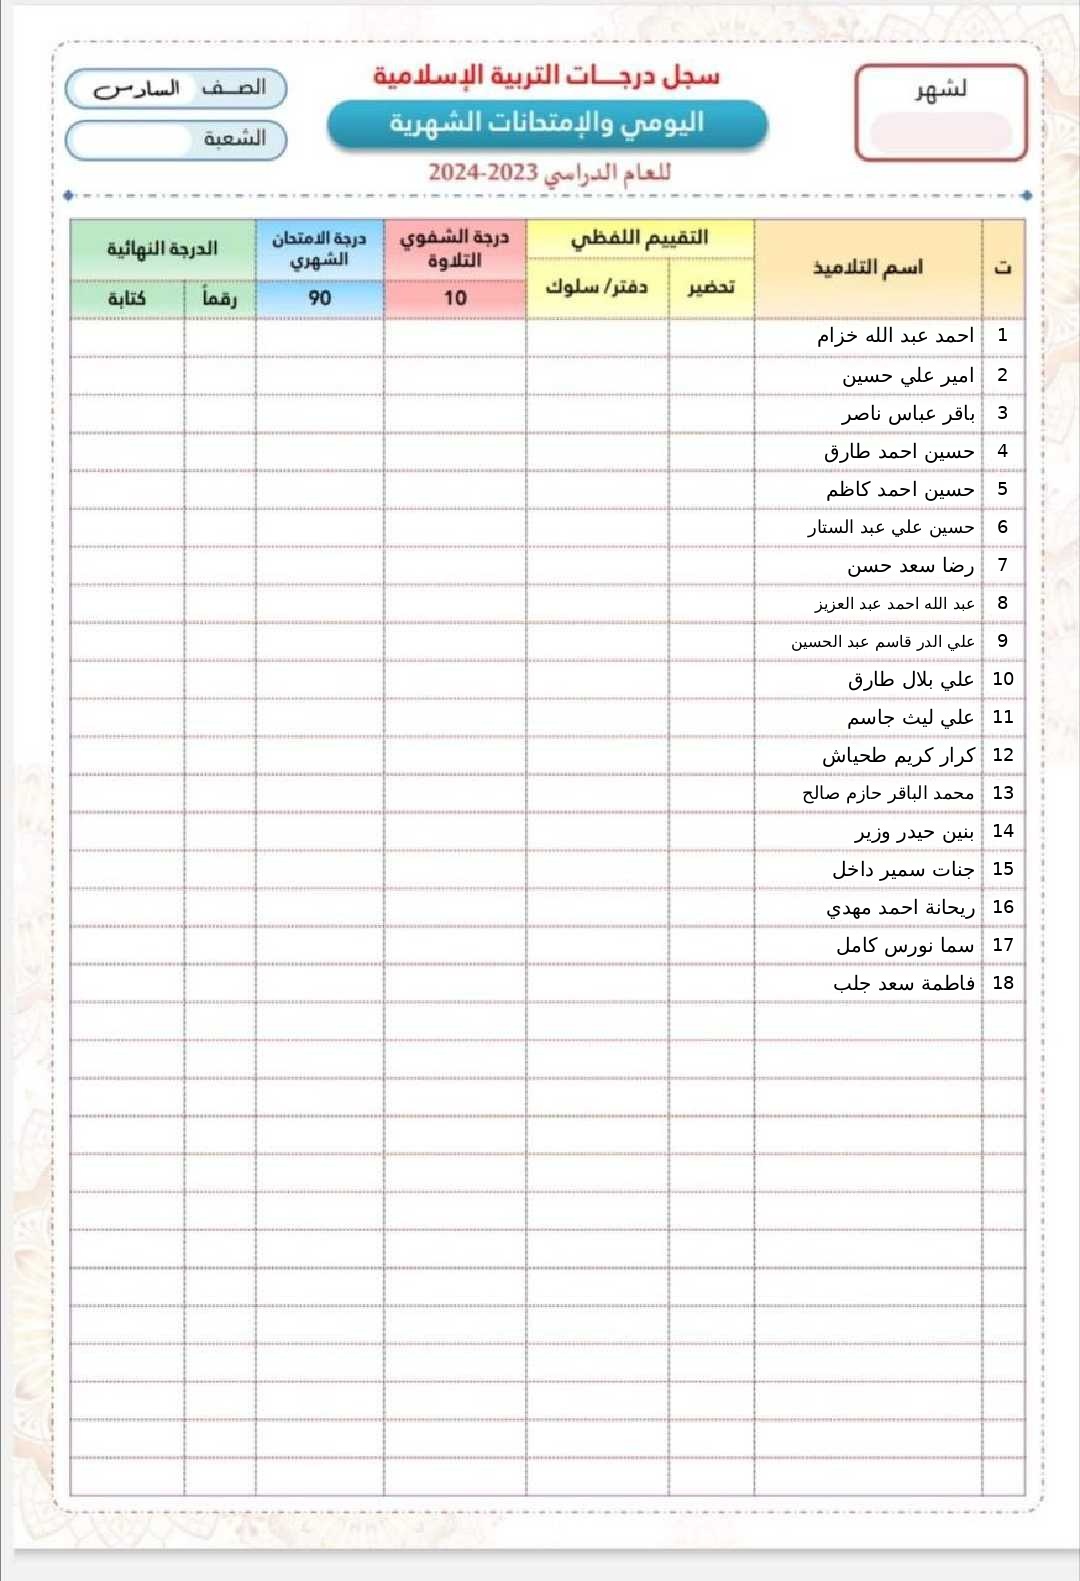 لشهر
سجل درجـــات التربية الإسلامية
اليومي والإمتحانات الشهرية
للعام الدراسي 2023-2024
الصــف السادس
الشعبة
ت اسم التلاميذ التقييم اللفظي درجة الشفوي التلاوة درجة الامتحان الشهري الدرجة النهائية
تحضير دفتر/ سلوك 10 90 رقماً كتابة
1 احمد عبد الله خزام
2 امير علي حسين
3 باقر عباس ناصر
4 حسين احمد طارق
5 حسين احمد كاظم
6 حسين علي عبد الستار
7 رضا سعد حسن
8 عبد الله احمد عبد العزيز
9 علي الدر قاسم عبد الحسين
10 علي بلال طارق
11 علي ليث جاسم
12 كرار كريم طحياش
13 محمد الباقر حازم صالح
14 بنين حيدر وزير
15 جنات سمير داخل
16 ريحانة احمد مهدي
17 سما نورس كامل
18 فاطمة سعد جلب